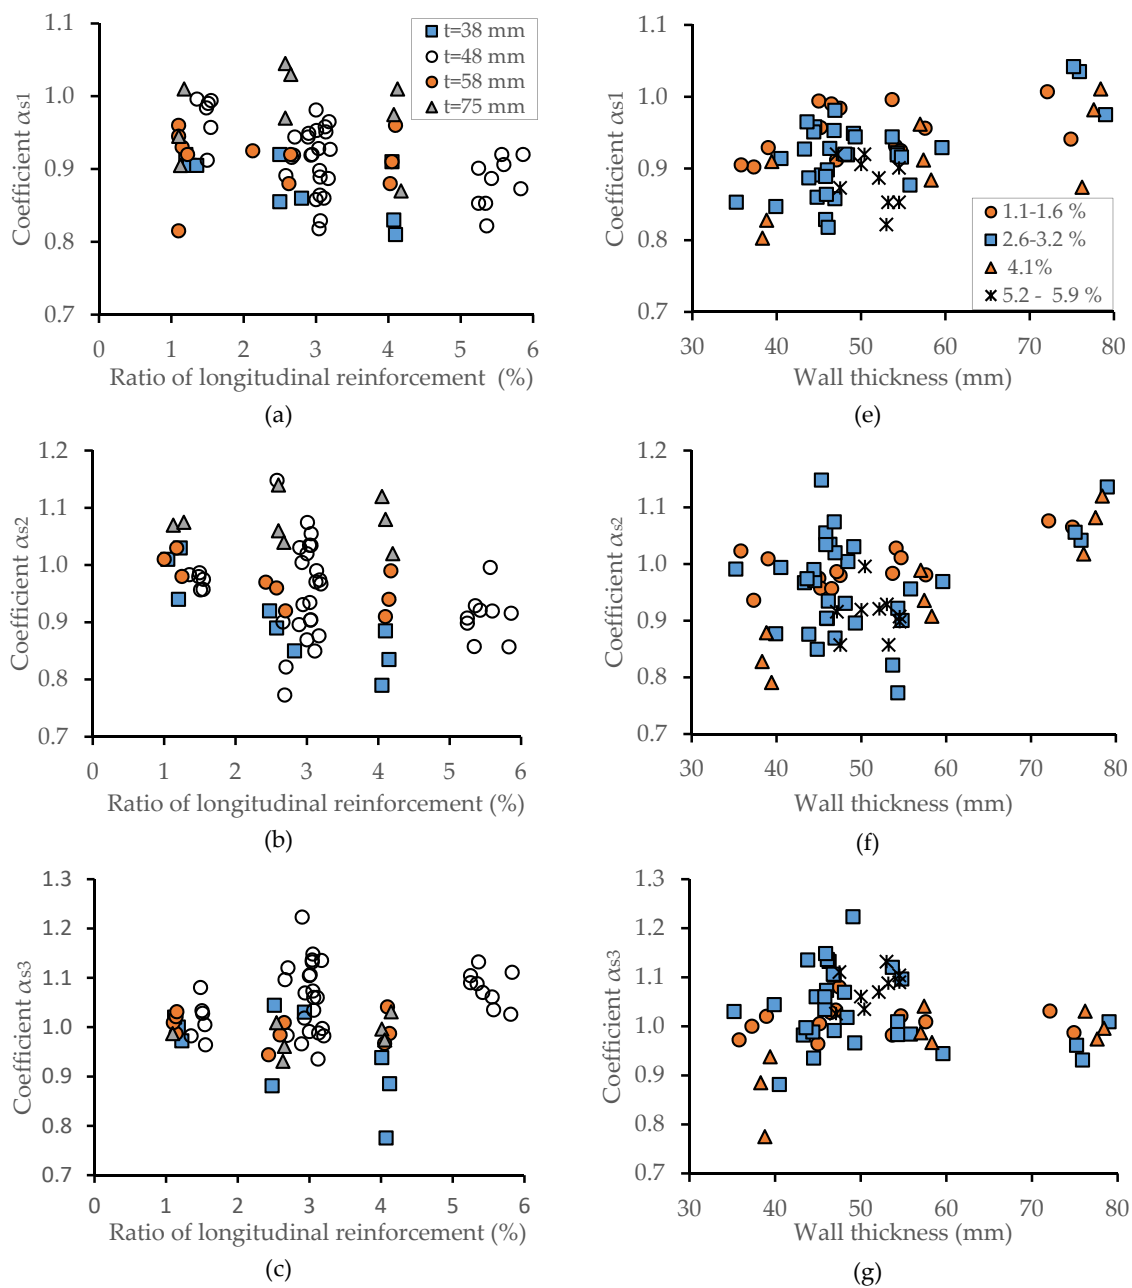 1.1
1.0
0.9
0.8
0.7
Coefficient αs1
0 1 2 3 4 5 6
Ratio of longitudinal reinforcement (%)
t=38 mm
t=48 mm
t=58 mm
t=75 mm
(a)
1.1
1.0
0.9
0.8
0.7
Coefficient αs1
30 40 50 60 70 80
Wall thickness (mm)
1.1-1.6 %
2.6-3.2 %
4.1%
5.2 - 5.9 %
(e)
1.2
1.1
1.0
0.9
0.8
0.7
Coefficient αs2
0 1 2 3 4 5 6
Ratio of longitudinal reinforcement (%)
(b)
1.2
1.1
1.0
0.9
0.8
0.7
Coefficient αs2
30 40 50 60 70 80
Wall thickness (mm)
(f)
1.3
1.2
1.1
1.0
0.9
0.8
0.7
Coefficient αs3
0 1 2 3 4 5 6
Ratio of longitudinal reinforcement (%)
(c)
1.3
1.2
1.1
1.0
0.9
0.8
0.7
Coefficient αs3
30 40 50 60 70 80
Wall thickness (mm)
(g)